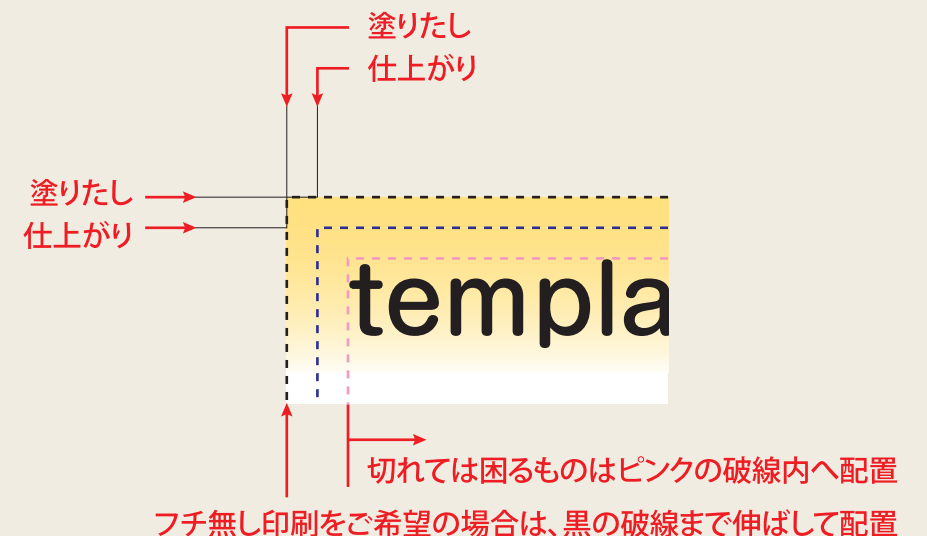 塗りたし
仕上がり
塗りたし
仕上がり
templa
切れては困るものはピンクの破線内へ配置
フチ無し印刷をご希望の場合は、黒の破線まで伸ばして配置